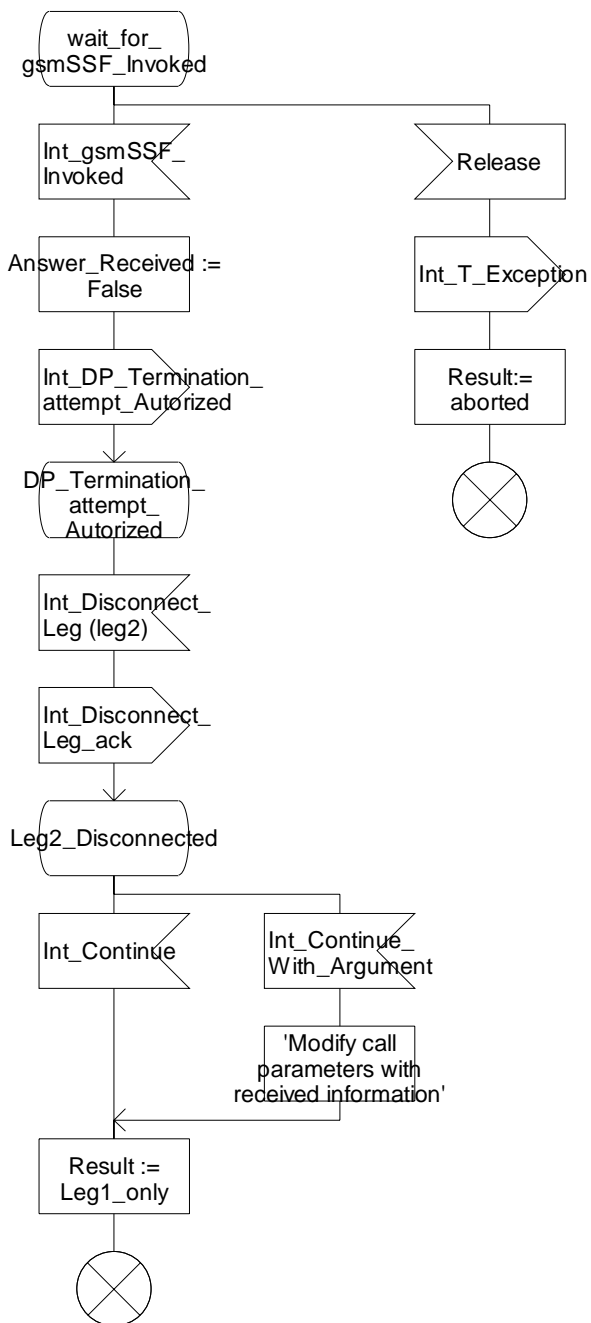 wait_for_
gsmSSF_Invoked
Int_gsmSSF_
Invoked
Release
Answer_Received :=
False
Int_T_Exception
Int_DP_Termination_
attempt_Autorized
Result:=
aborted
DP_Termination_
attempt_
Autorized
Int_Disconnect_
Leg (leg2)
Int_Disconnect_
Leg_ack
Leg2_Disconnected
Int_Continue
Int_Continue_
With_Argument
'Modify call
parameters with
received information'
Result :=
Leg1_only